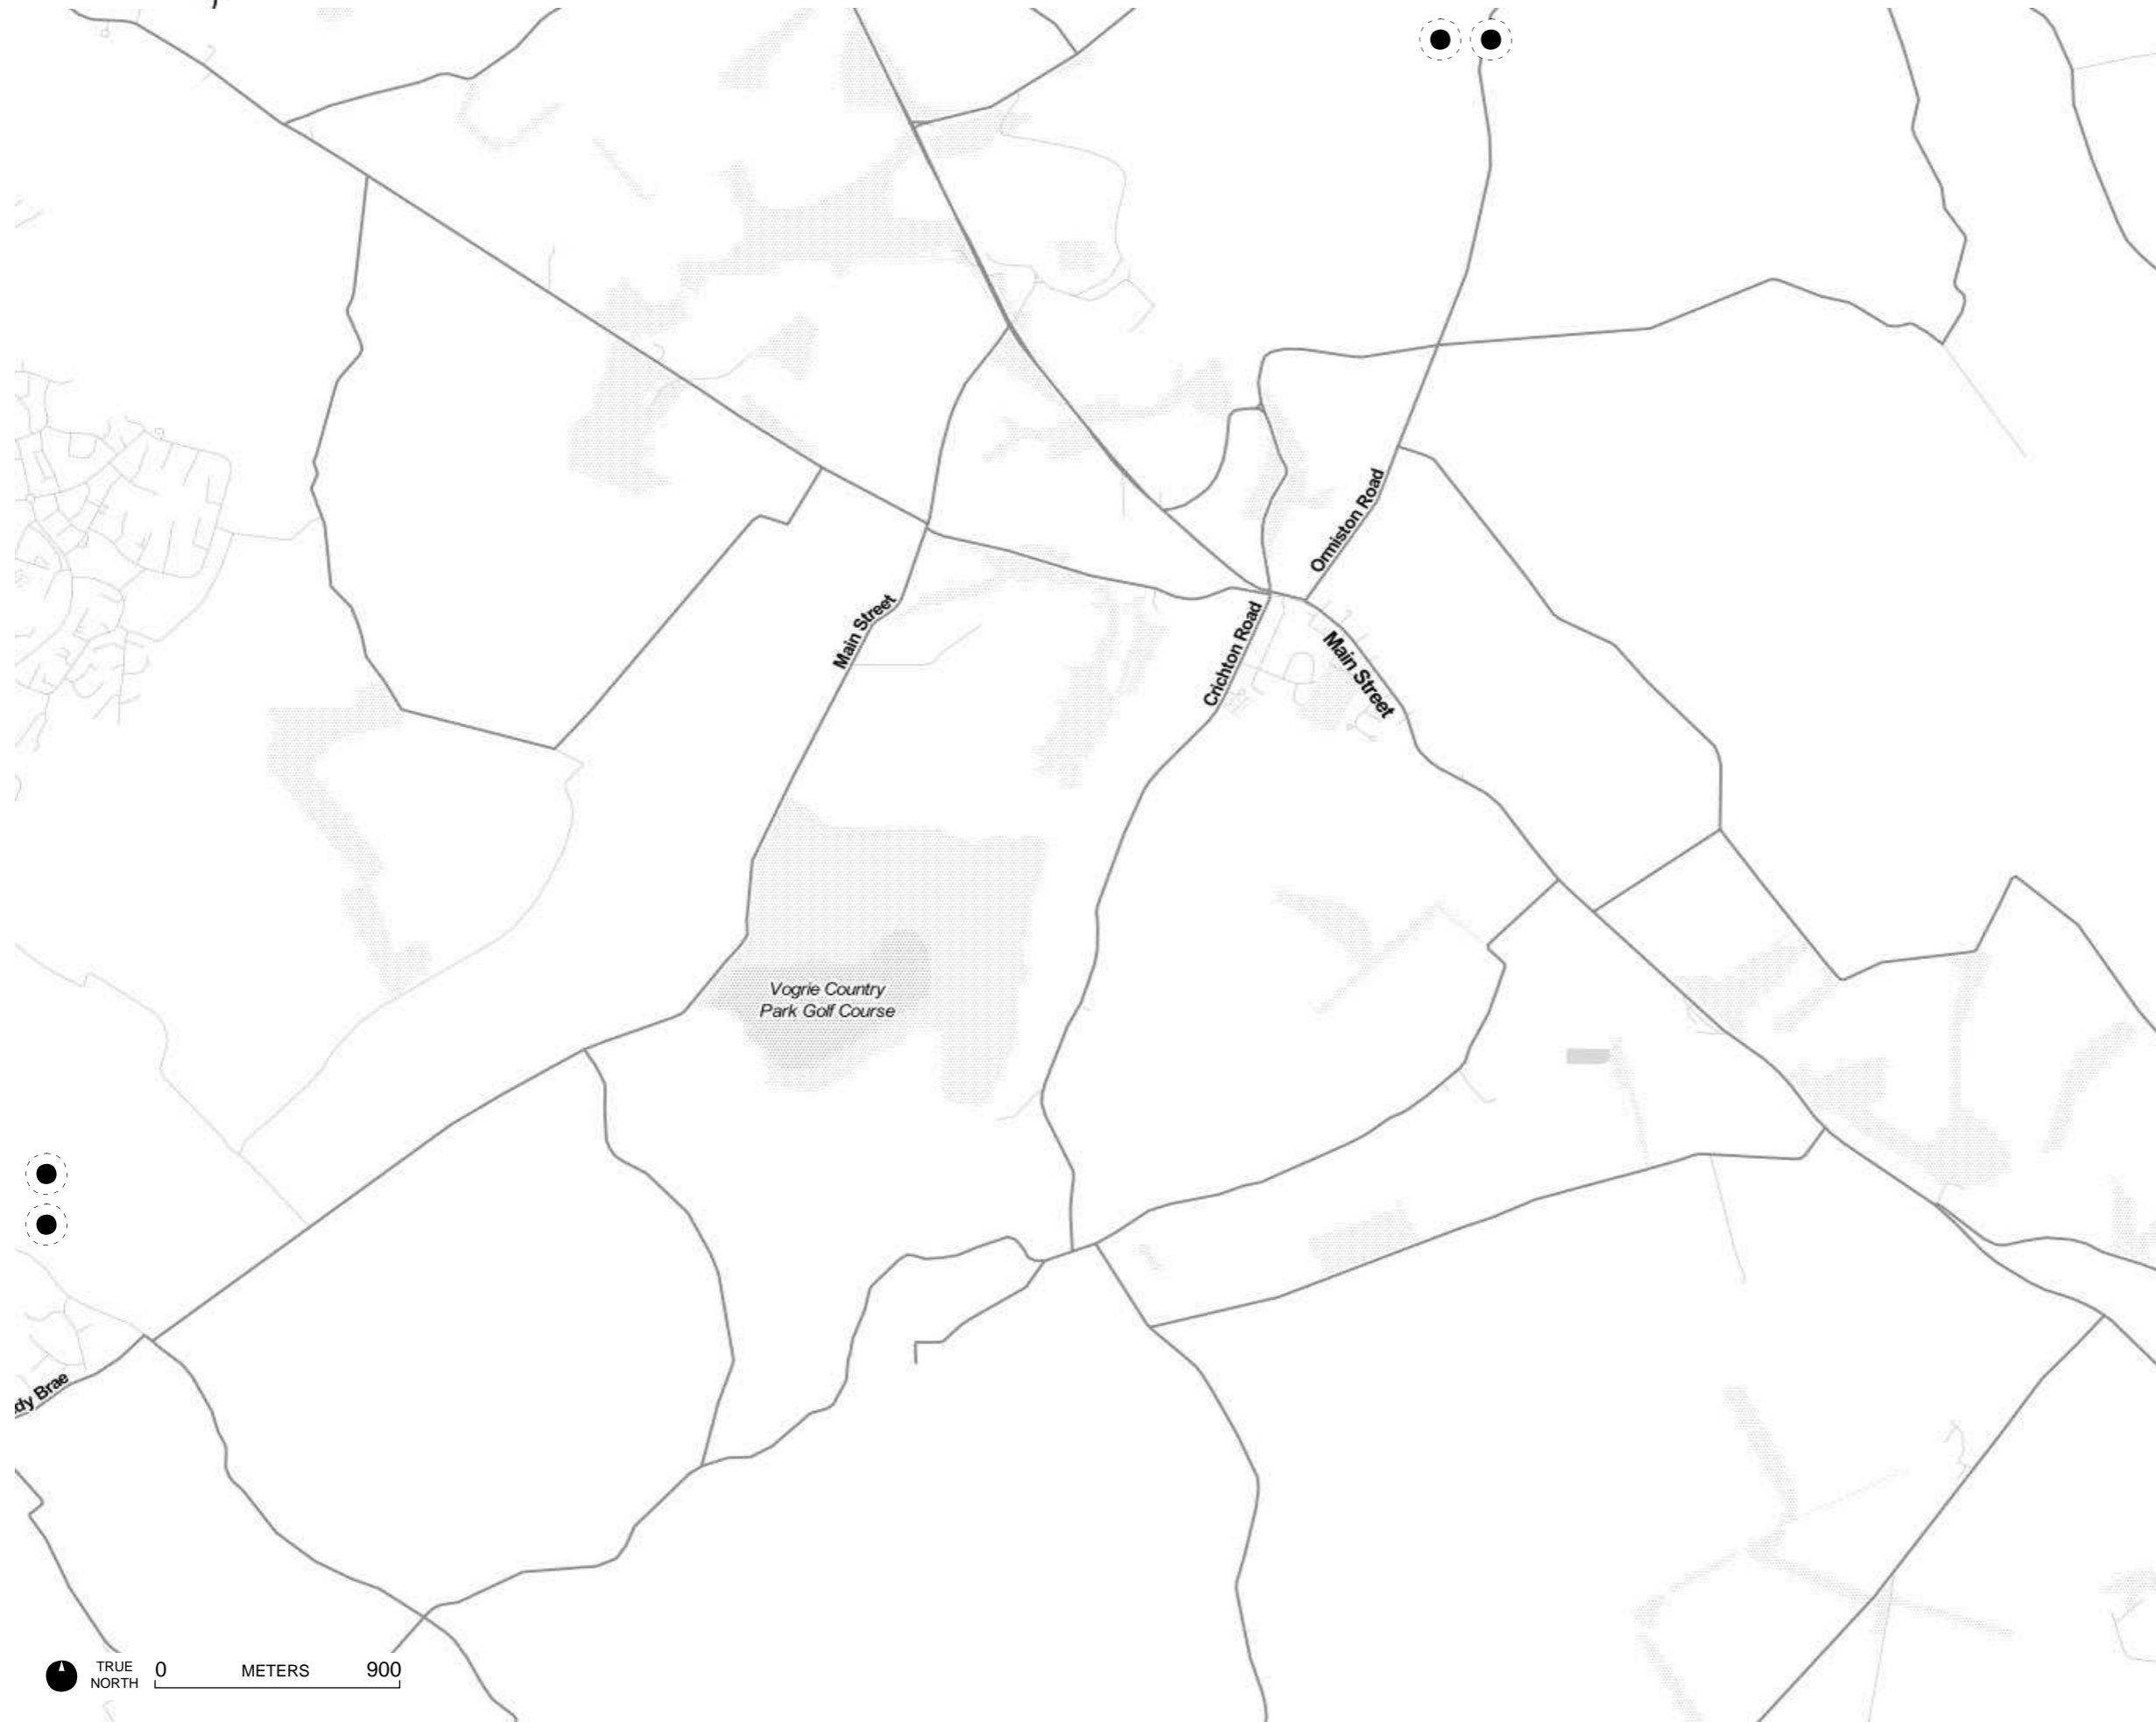 Ormiston Road
Main Street
Crichton Road
Main Street
Vogrie Country
Park Golf Course
Brae
TRUE
NORTH
0 METERS 900